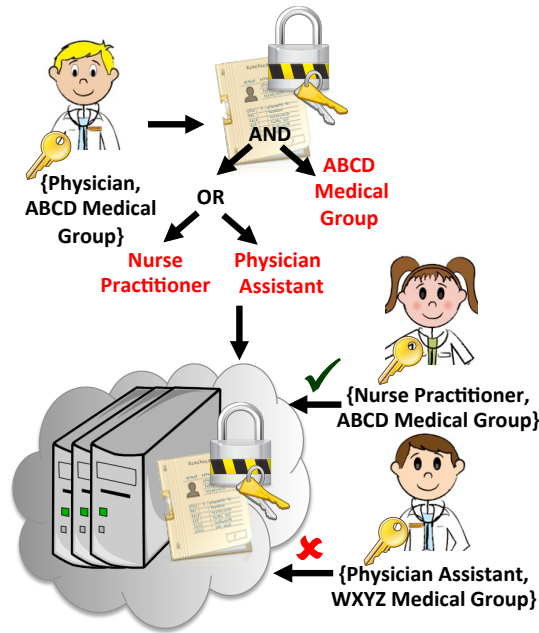 AND
{Physician,
ABCD Medical
Group}
ABCD
Medical
Group
OR
Nurse
Practitioner
Physician
Assistant
{Nurse Practitioner,
ABCD Medical Group}
{Physician Assistant,
WXYZ Medical Group}